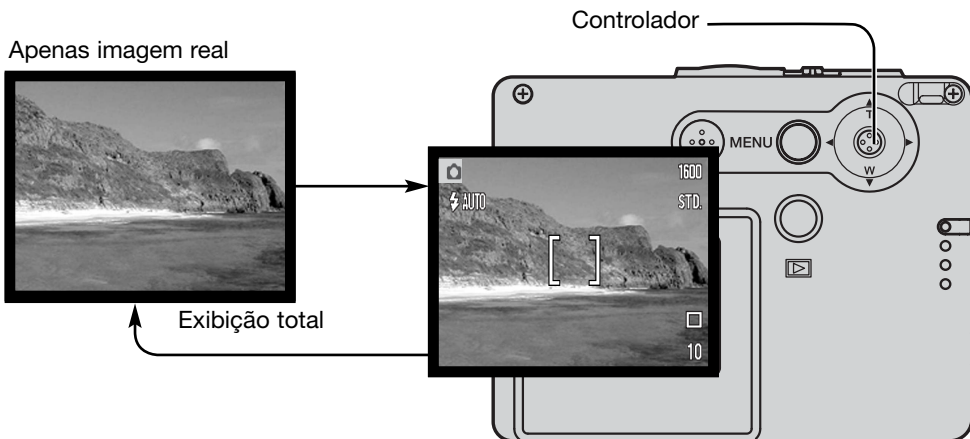 Controlador
Apenas imagem real
T
MENU
W
1600
AUTO
STD.
10
Exibição total